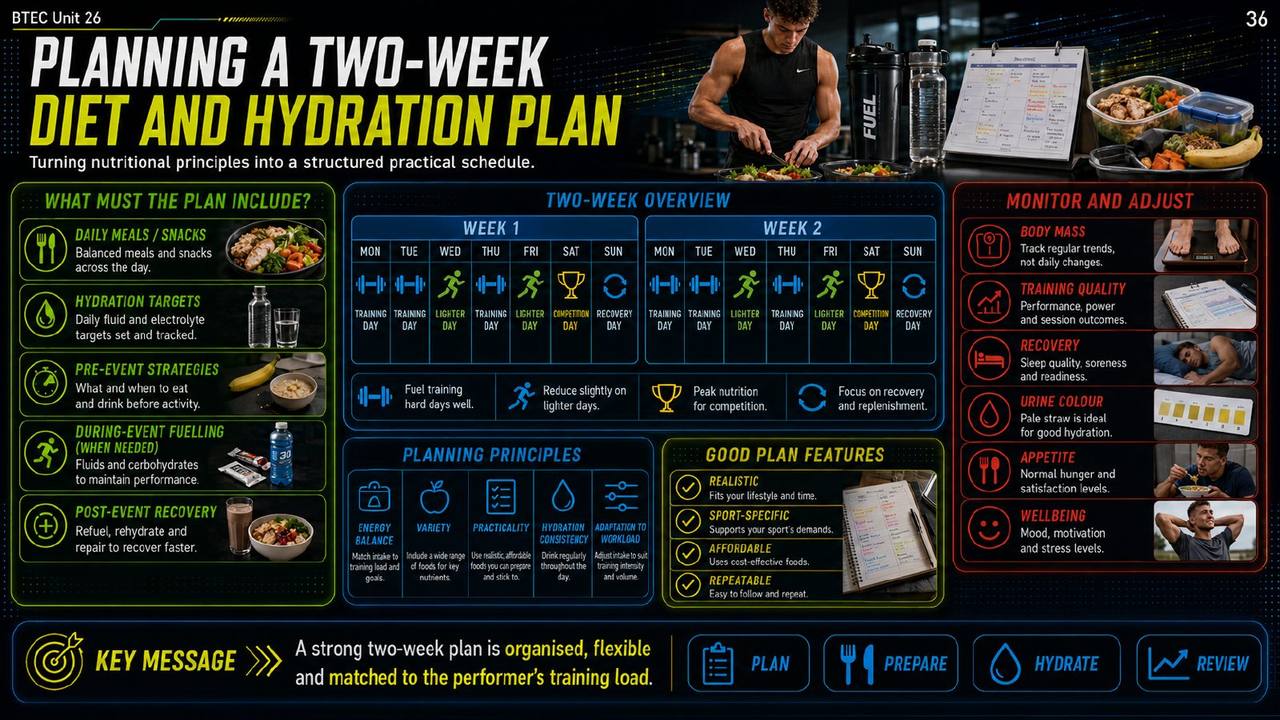 BTEC Unit 26
36
PLANNING A TWO-WEEK
DIET AND HYDRATION PLAN
Turning nutritional principles into a structured practical schedule.
FUEL
WHAT MUST THE PLAN INCLUDE?
DAILY MEALS / SNACKS
Balanced meals and snacks
across the day.
HYDRATION TARGETS
Daily fluid and electrolyte
targets set and tracked.
PRE-EVENT STRATEGIES
What and when to eat
and drink before activity.
DURING-EVENT FUELLING
(WHEN NEEDED)
Fluids and carbohydrates
to maintain performance.
30
POST-EVENT RECOVERY
Refuel, rehydrate and
repair to recover faster.
TWO-WEEK OVERVIEW
WEEK 1
MON TUE WED THU FRI SAT SUN
TRAINING DAY
TRAINING DAY
LIGHTER DAY
TRAINING DAY
LIGHTER DAY
COMPETITION DAY
RECOVERY DAY
WEEK 2
MON TUE WED THU FRI SAT SUN
TRAINING DAY
TRAINING DAY
LIGHTER DAY
TRAINING DAY
LIGHTER DAY
COMPETITION DAY
RECOVERY DAY
Fuel training
hard days well.
Reduce slightly on
lighter days.
Peak nutrition
for competition.
Focus on recovery
and replenishment.
PLANNING PRINCIPLES
ENERGY
BALANCE
Match intake to
training load and
goals.
VARIETY
Include a wide range
of foods for key
nutrients.
PRACTICALITY
Use realistic, affordable
foods you can prepare
and stick to.
HYDRATION
CONSISTENCY
Drink regularly
throughout the
day.
ADAPTATION TO
WORKLOAD
Adjust intake to suit
training intensity
and volume.
GOOD PLAN FEATURES
REALISTIC
Fits your lifestyle and time.
SPORT-SPECIFIC
Supports your sport's demands.
AFFORDABLE
Uses cost-effective foods.
REPEATABLE
Easy to follow and repeat.
MONITOR AND ADJUST
BODY MASS
Track regular trends,
not daily changes.
TRAINING QUALITY
Performance, power
and session outcomes.
RECOVERY
Sleep quality, soreness
and readiness.
URINE COLOUR
Pale straw is ideal
for good hydration.
APPETITE
Normal hunger and
satisfaction levels.
WELLBEING
Mood, motivation
and stress levels.
KEY MESSAGE
A strong two-week plan is organised, flexible
and matched to the performer's training load.
PLAN
PREPARE
HYDRATE
REVIEW